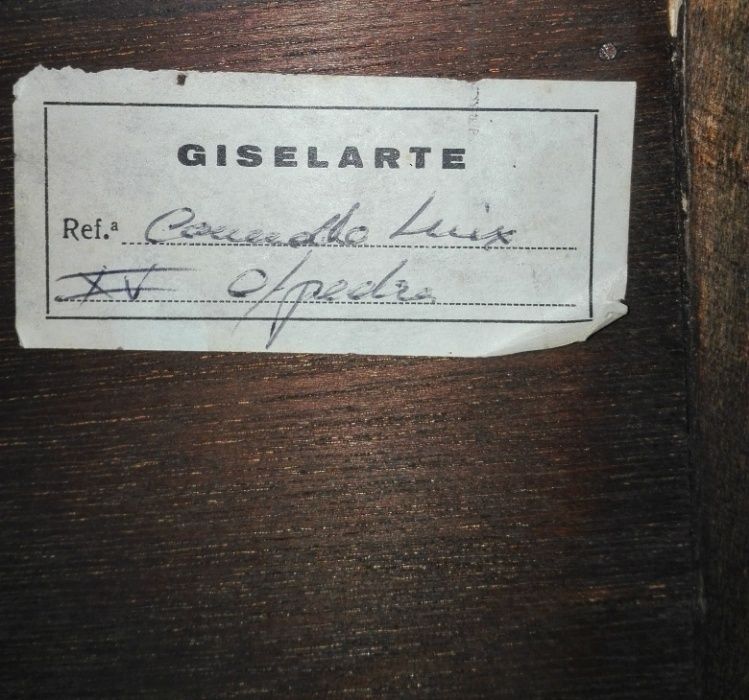 GISELARTE
Ref.ª Comodo Luix
XV c/pedra